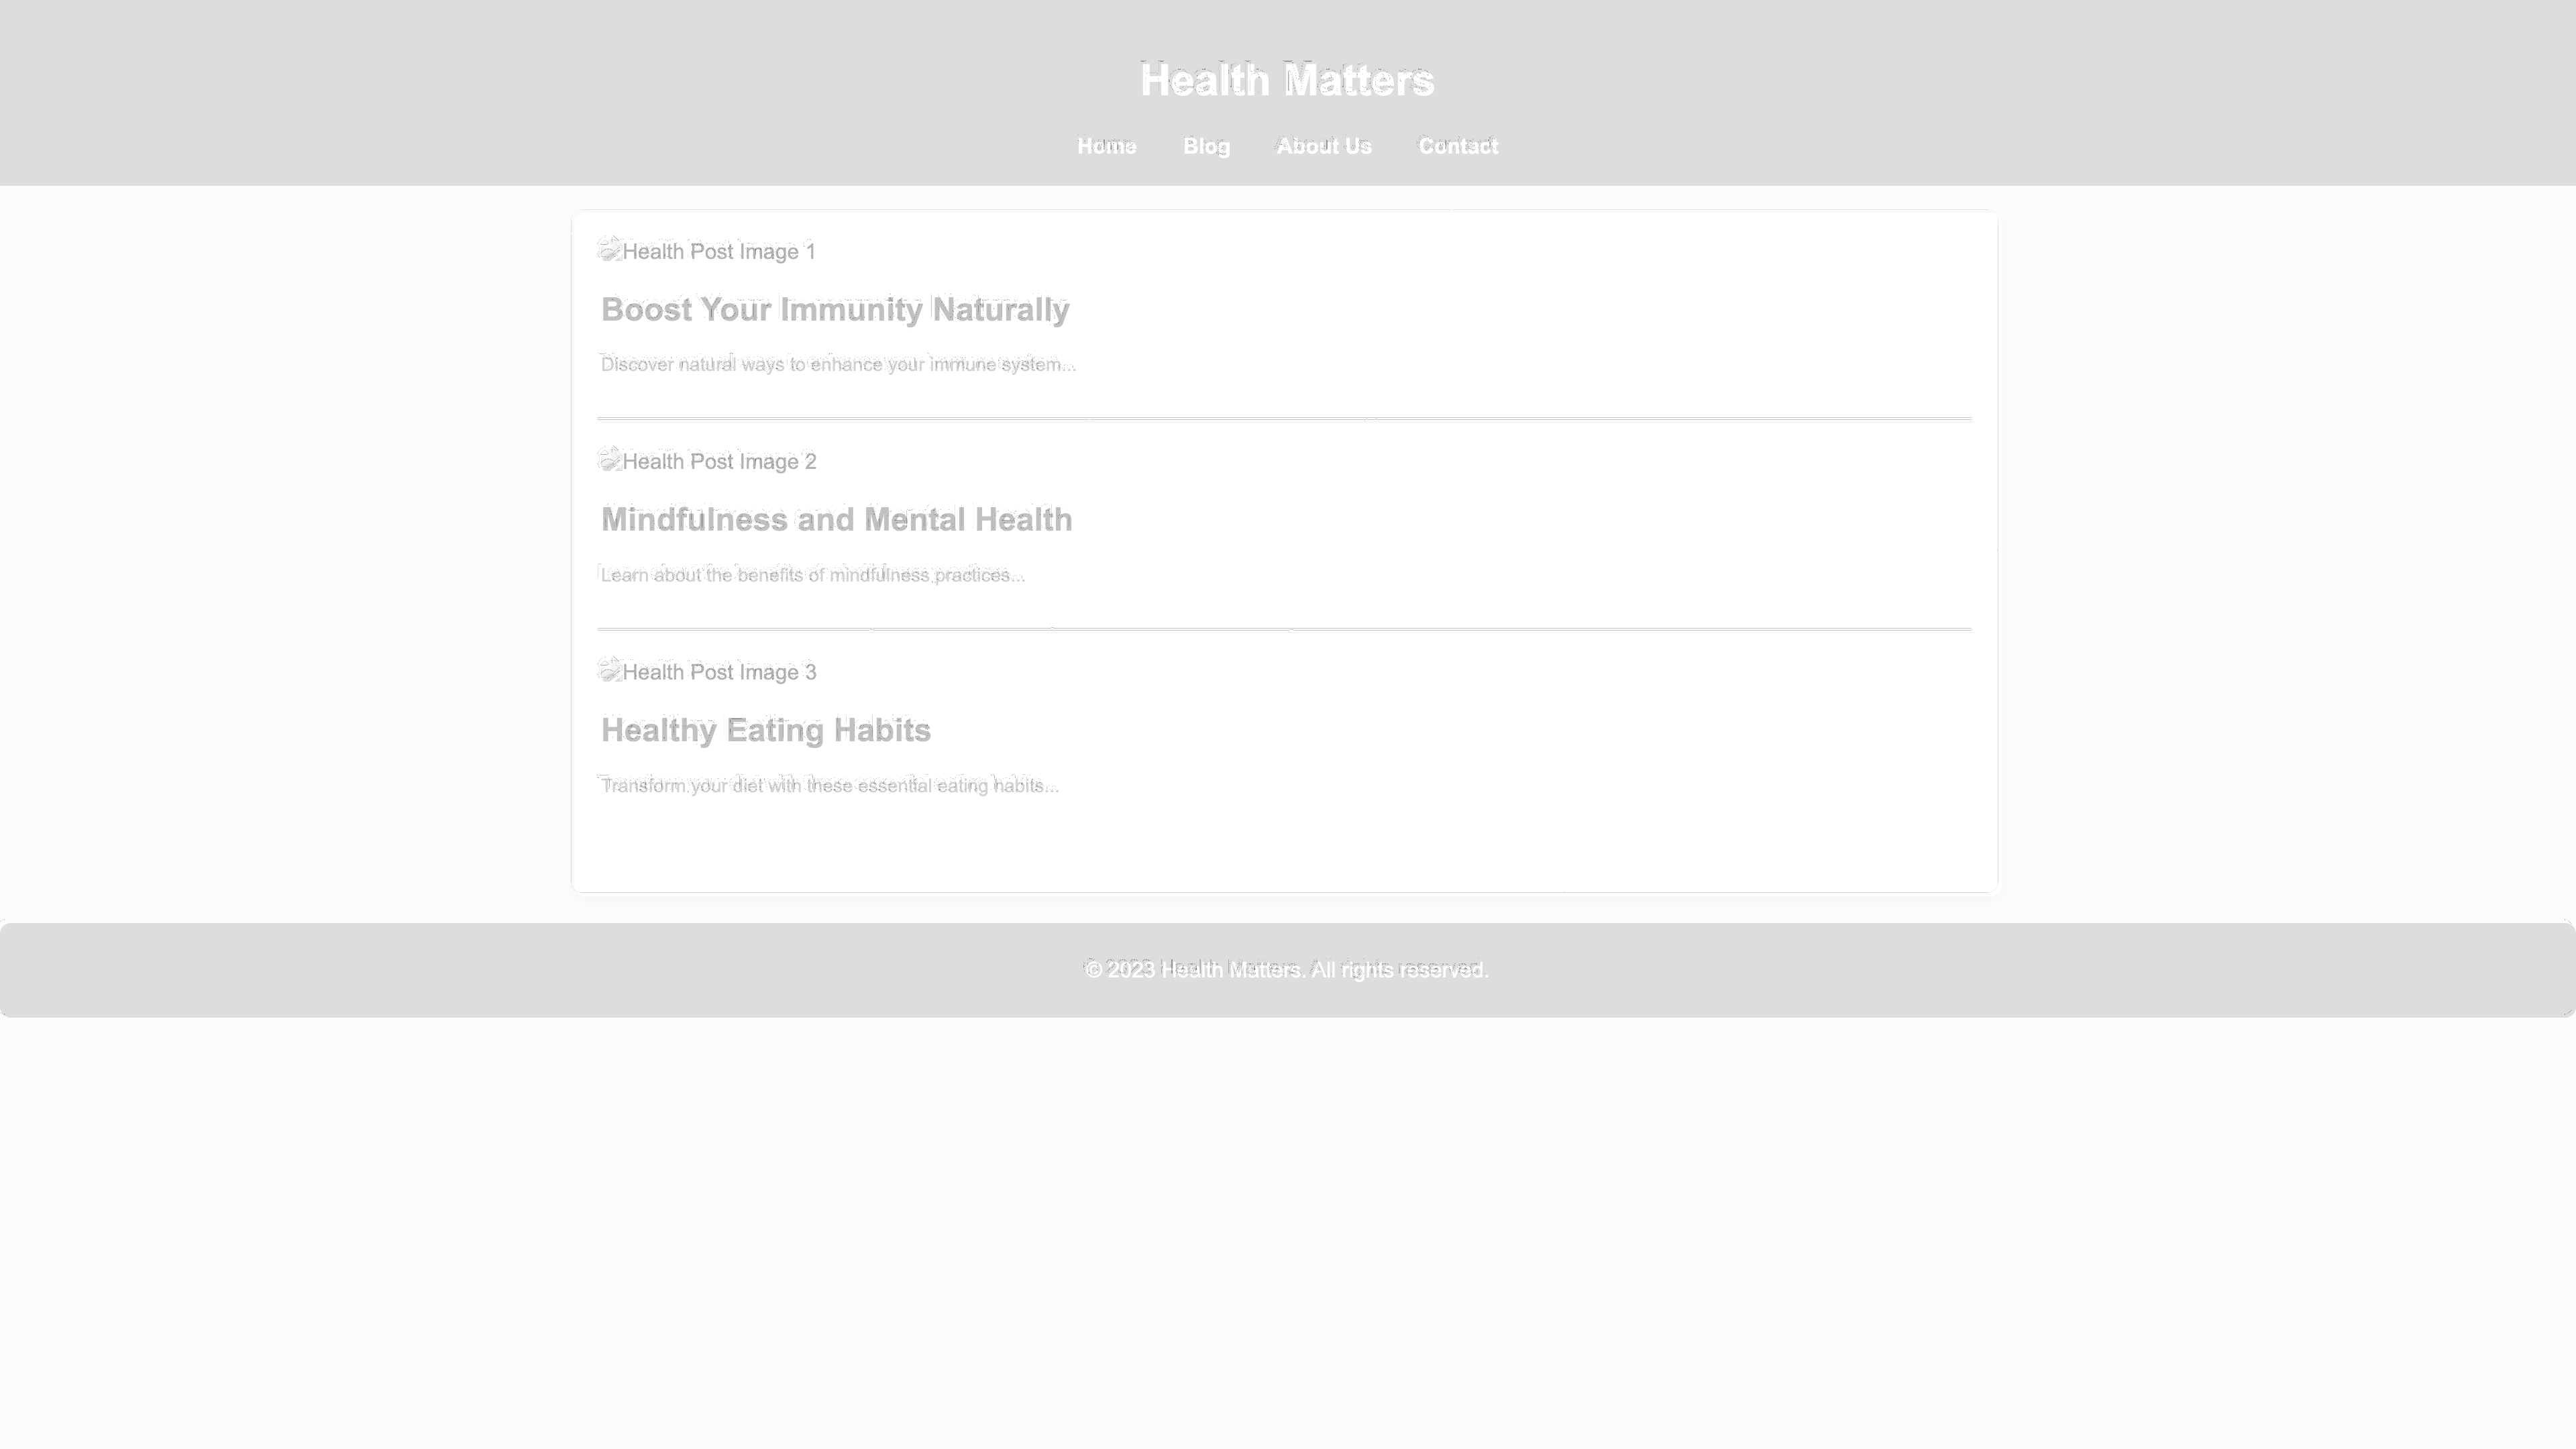 Health Matters
Home Blog About Us Contact
Health Post Image 1
Boost Your Immunity Naturally
Discover natural ways to enhance your immune system...
Health Post Image 2
Mindfulness and Mental Health
Learn about the benefits of mindfulness practices...
Health Post Image 3
Healthy Eating Habits
Transform your diet with these essential eating habits...
© 2023 Health Matters. All rights reserved.